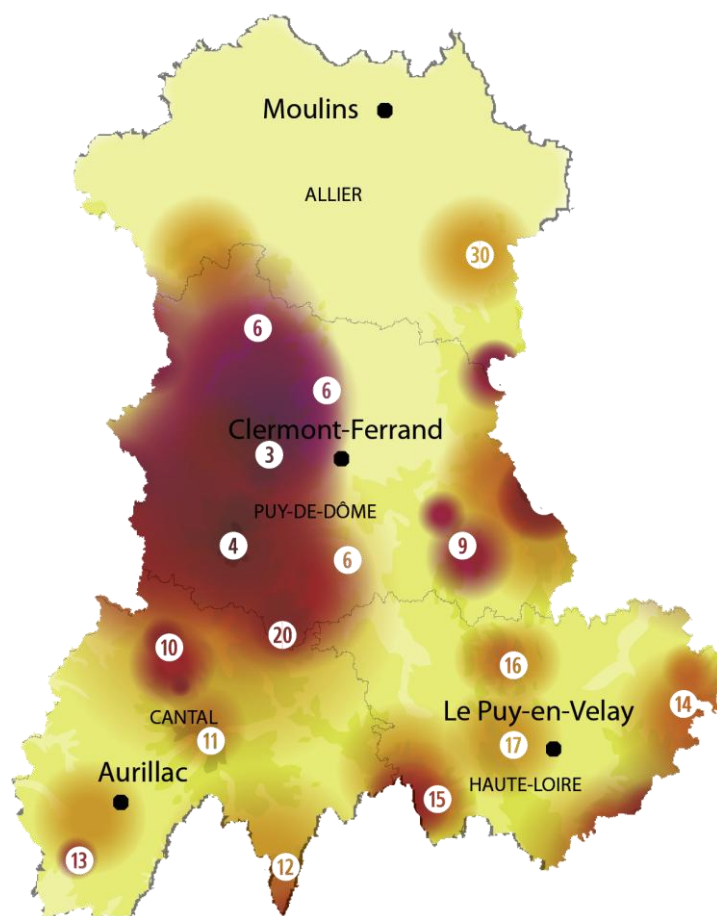 Moulins
ALLIER
30
6
6
Clermont-Ferrand
3
PUY-DE-DÔME
4
6
9
20
10
16
14
CANTAL
Le Puy-en-Velay
11
17
Aurillac
HAUTE-LOIRE
15
13
12